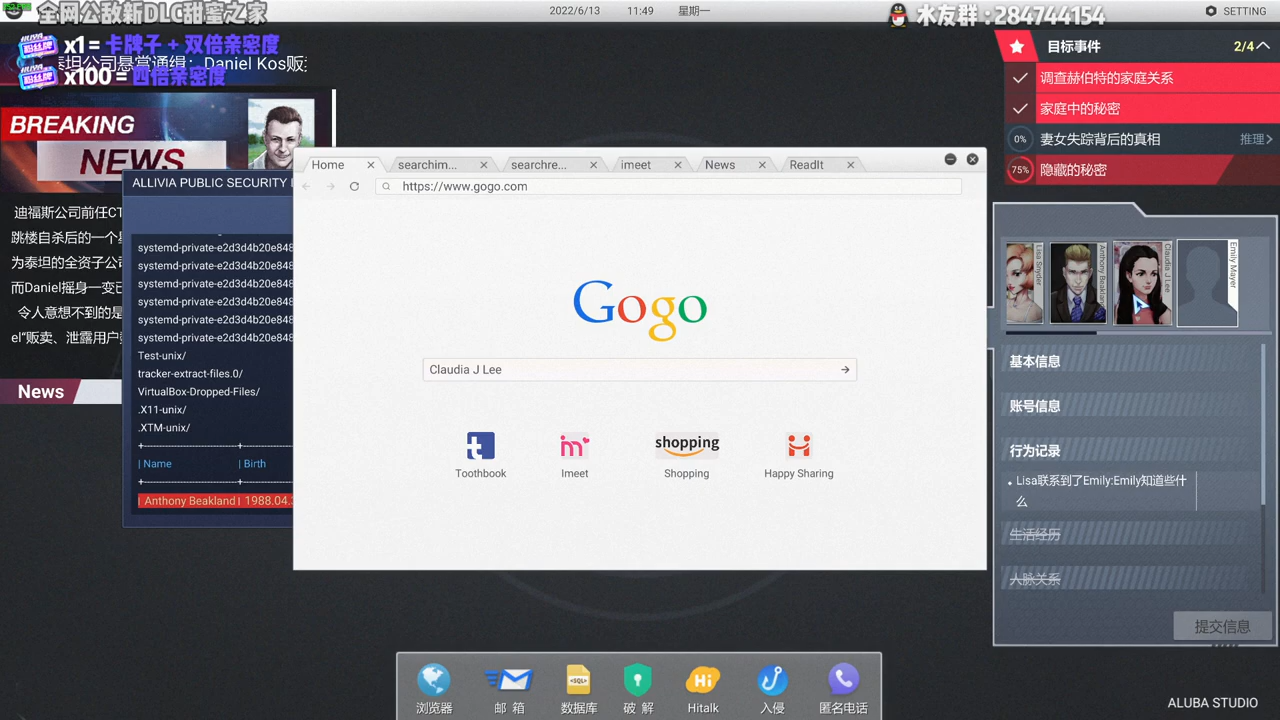 全网公敌新DLC甜蜜之家
2022/6/13
11:49
星期一
水友群:284744154
SETTING
x1 = 卡牌子 + 双倍亲密度
泰坦公司悬赏通缉：Daniel Kos贩
x100 = 四倍亲密度
BREAKING
NEWS
迪福斯公司前任CT
跳楼自杀后的一个
为泰坦的全资子公
而Daniel摇身一变已
令人意想不到的是
el“贩卖、泄露用户
News
ALLIVIA PUBLIC SECURITY
systemd-private-e2d3d4b20e848
systemd-private-e2d3d4b20e848
systemd-private-e2d3d4b20e848
systemd-private-e2d3d4b20e848
systemd-private-e2d3d4b20e848
systemd-private-e2d3d4b20e848
Test-unix/
tracker-extract-files.0/
VirtualBox-Dropped-Files/
.X11-unix/
.XTM-unix/
| Name | Birth
| Anthony Beakland | 1988.04.
Home
searchim...
searchre...
imeet
News
ReadIt
https://www.gogo.com
Gogo
Claudia J Lee
t
im
shopping
Toothbook
Imeet
Shopping
Happy Sharing
目标事件
2/4
调查赫伯特的家庭关系
家庭中的秘密
0%
妻女失踪背后的真相
推理
75%
隐藏的秘密
Lisa Snyder
Anthony Beakland
Claudia J Lee
Emily Mayer
基本信息
账号信息
行为记录
• Lisa联系到了Emily:Emily知道些什
么
生活经历
人脉关系
提交信息
浏览器
邮 箱
<SQL>
数据库
破 解
Hi
Hitalk
入侵
匿名电话
ALUBA STUDIO